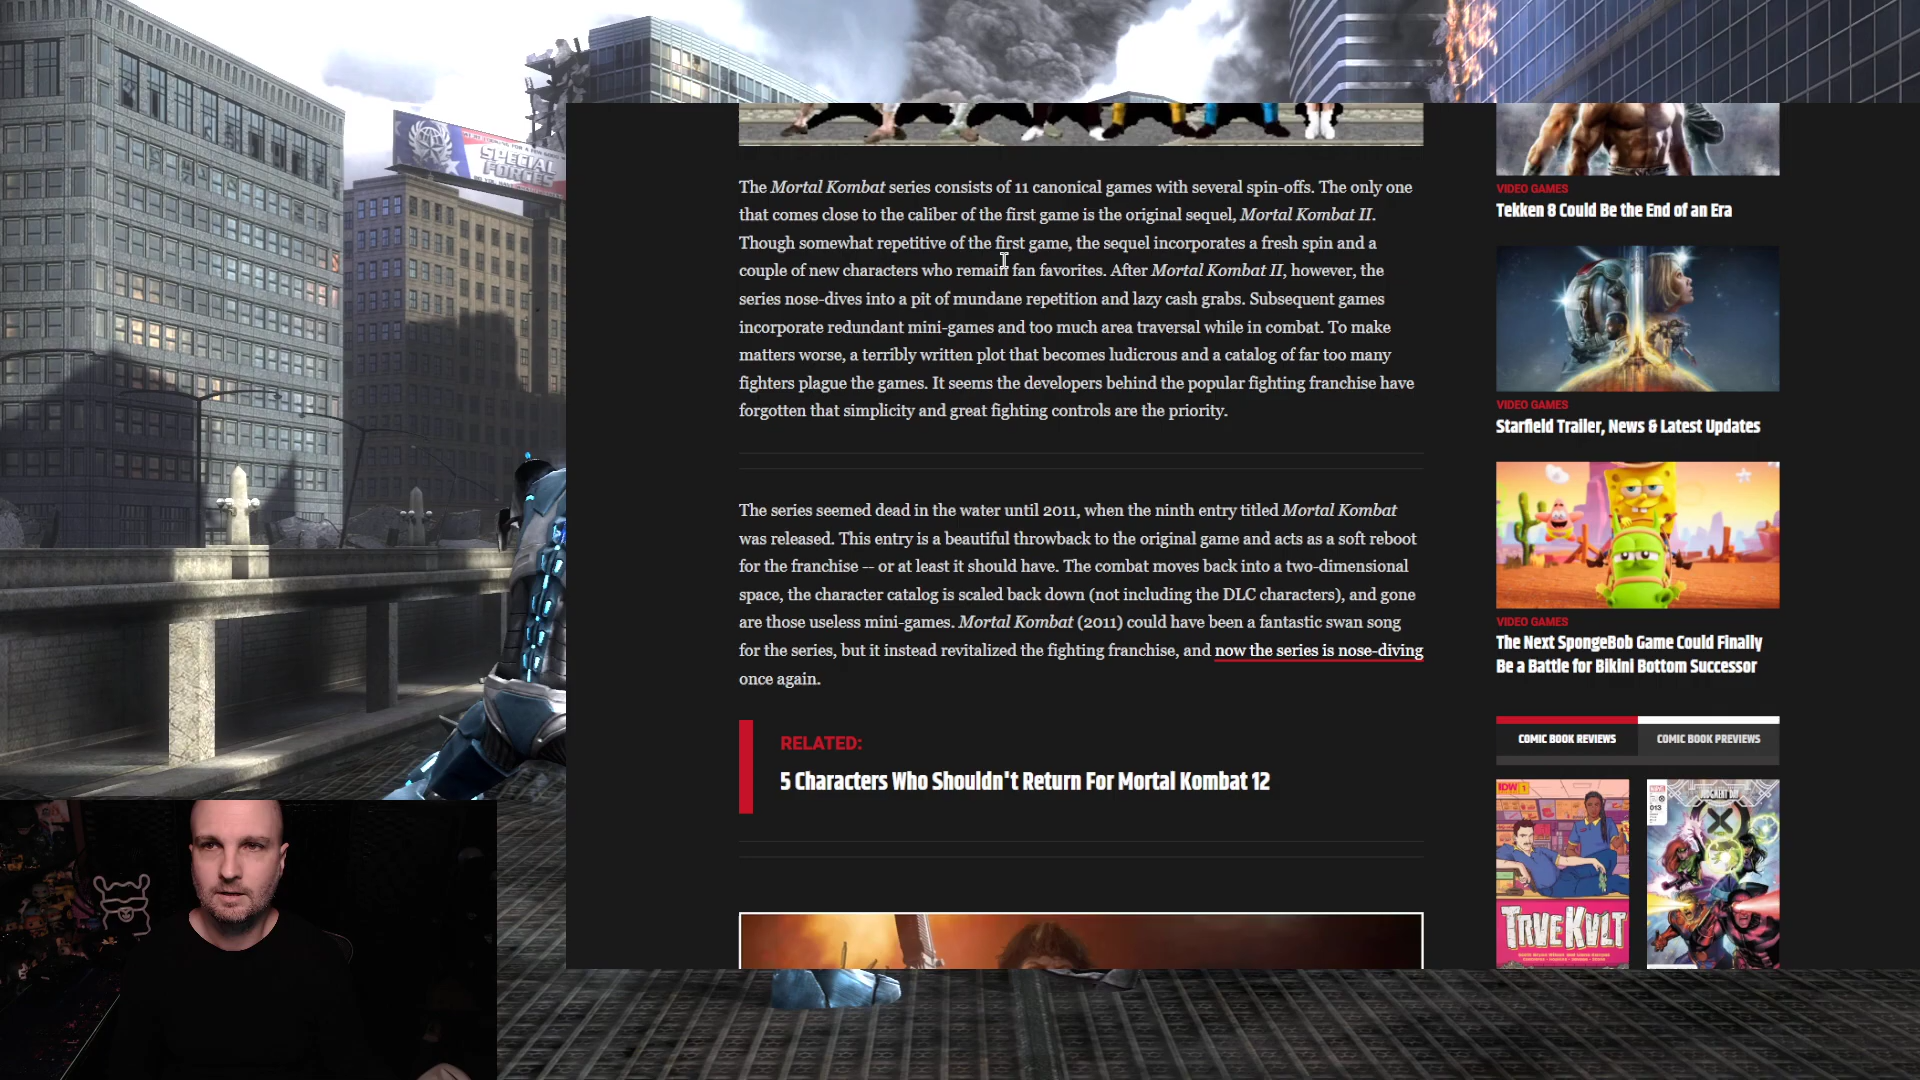 SPECIAL
FORCES
The Mortal Kombat series consists of 11 canonical games with several spin-offs. The only one
that comes close to the caliber of the first game is the original sequel, Mortal Kombat II.
Though somewhat repetitive of the first game, the sequel incorporates a fresh spin and a
couple of new characters who remain fan favorites. After Mortal Kombat II, however, the
series nose-dives into a pit of mundane repetition and lazy cash grabs. Subsequent games
incorporate redundant mini-games and too much area traversal while in combat. To make
matters worse, a terribly written plot that becomes ludicrous and a catalog of far too many
fighters plague the games. It seems the developers behind the popular fighting franchise have
forgotten that simplicity and great fighting controls are the priority.
The series seemed dead in the water until 2011, when the ninth entry titled Mortal Kombat
was released. This entry is a beautiful throwback to the original game and acts as a soft reboot
for the franchise -- or at least it should have. The combat moves back into a two-dimensional
space, the character catalog is scaled back down (not including the DLC characters), and gone
are those useless mini-games. Mortal Kombat (2011) could have been a fantastic swan song
for the series, but it instead revitalized the fighting franchise, and now the series is nose-diving
once again.
RELATED:
5 Characters Who Shouldn't Return For Mortal Kombat 12
VIDEO GAMES
Tekken 8 Could Be the End of an Era
VIDEO GAMES
Starfield Trailer, News & Latest Updates
VIDEO GAMES
The Next SpongeBob Game Could Finally
Be a Battle for Bikini Bottom Successor
COMIC BOOK REVIEWS
COMIC BOOK PREVIEWS
IDW 1
TRVE KVLT
JUDGMENT DAY
X
013